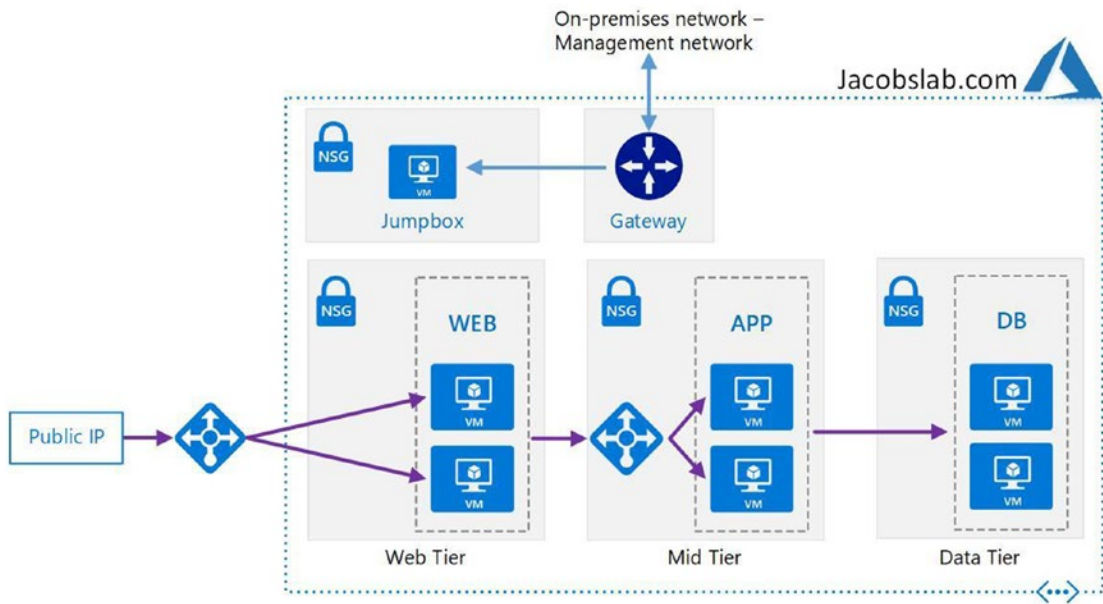 On-premises network –
Management network
Jacobslab.com
NSG
VM
Jumpbox
Gateway
NSG
WEB
VM
VM
Web Tier
NSG
APP
VM
VM
Mid Tier
NSG
DB
VM
VM
Data Tier
Public IP